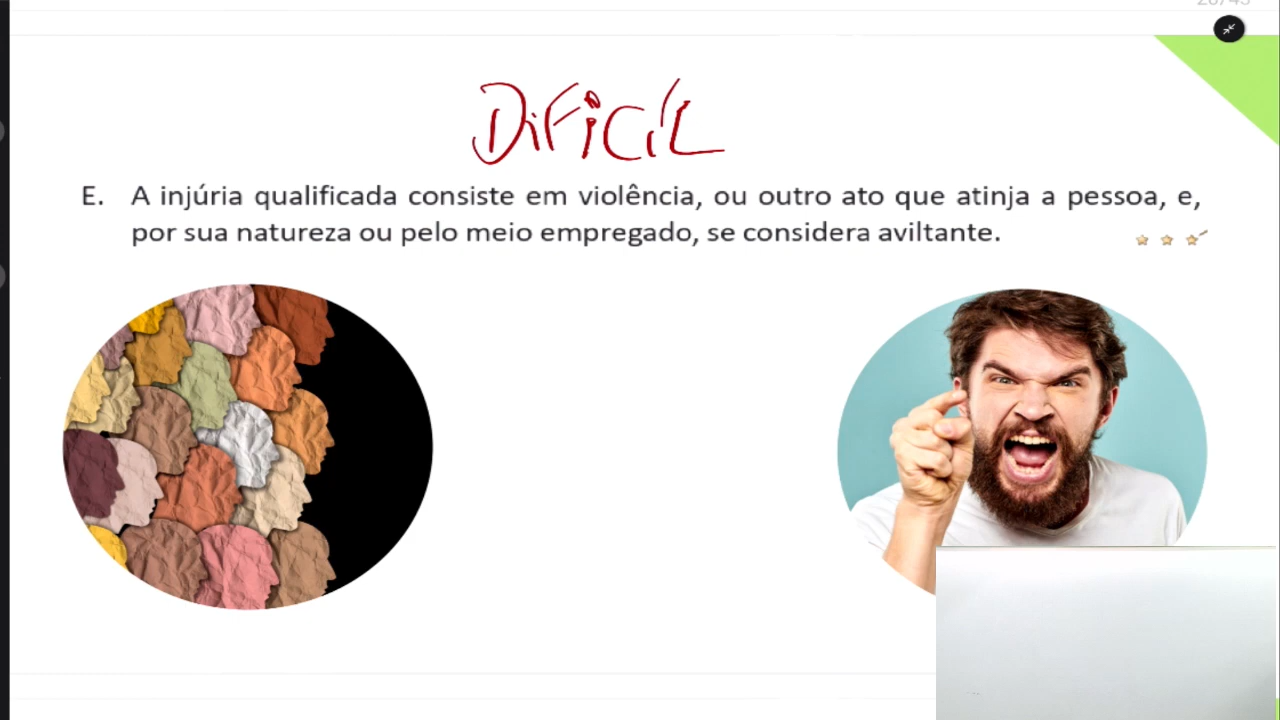 DiFiCíL
E. A injúria qualificada consiste em violência, ou outro ato que atinja a pessoa, e,
por sua natureza ou pelo meio empregado, se considera aviltante.